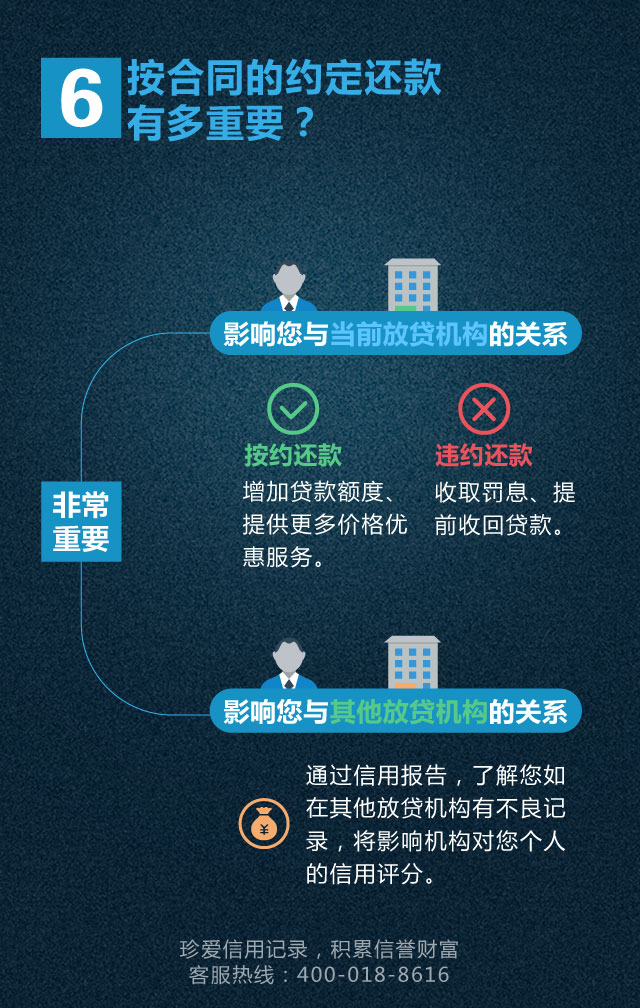 6
按合同的约定还款
有多重要？
影响您与当前放贷机构的关系
按约还款
增加贷款额度、
提供更多价格优
惠服务。
违约还款
收取罚息、提
前收回贷款。
非常
重要
影响您与其他放贷机构的关系
¥
通过信用报告，了解您如
在其他放贷机构有不良记
录，将影响机构对您个人
的信用评分。
珍爱信用记录，积累信誉财富
客服热线：400-018-8616